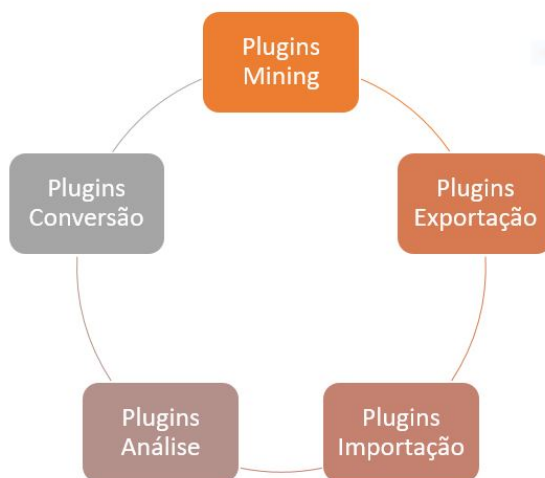 Plugins
Mining
Plugins
Exportação
Plugins
Importação
Plugins
Análise
Plugins
Conversão